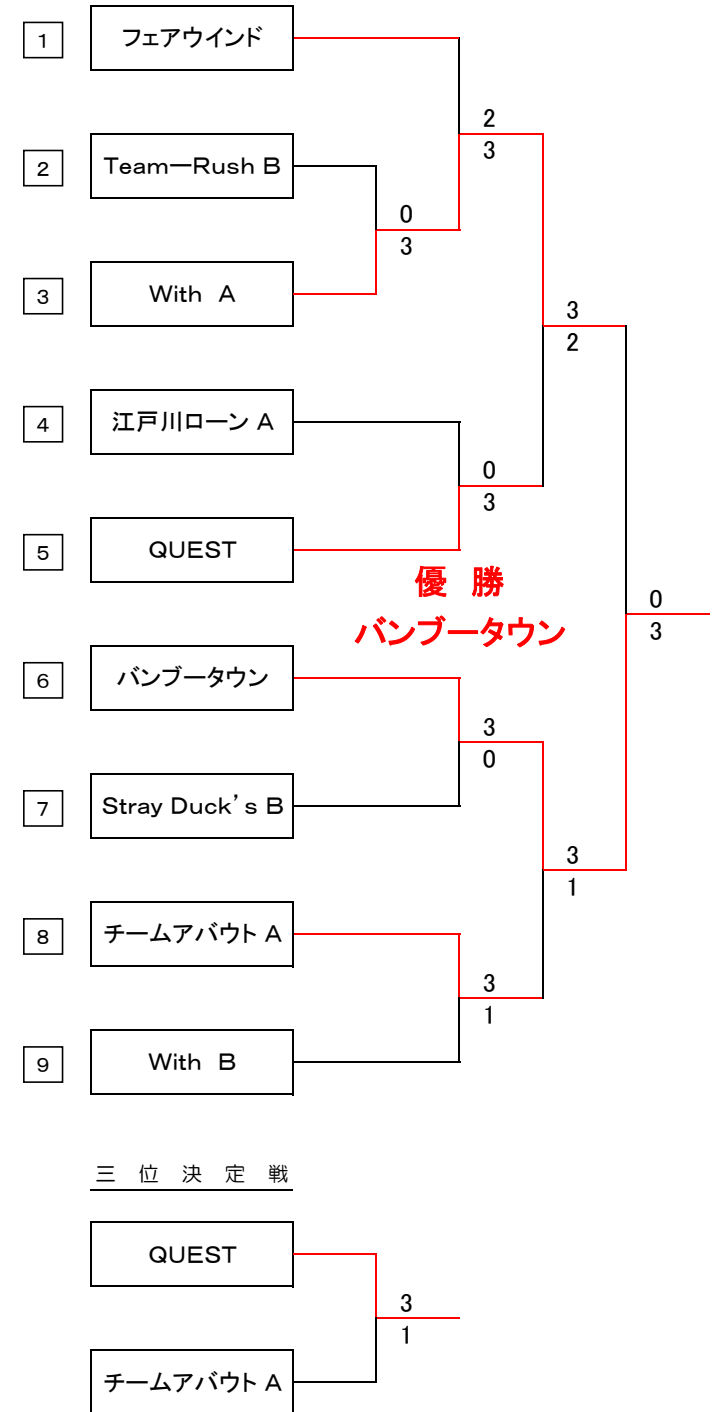 1 フェアウインド
2
3
2 Team－Rush B
0
3
3 With A
3
2
4 江戸川ローン A
0
3
5 QUEST
優 勝
0
バンブータウン
3
6 バンブータウン
3
0
7 Stray Duck's B
3
1
8 チームアバウト A
3
1
9 With B
三 位 決 定 戦
QUEST
3
1
チームアバウト A